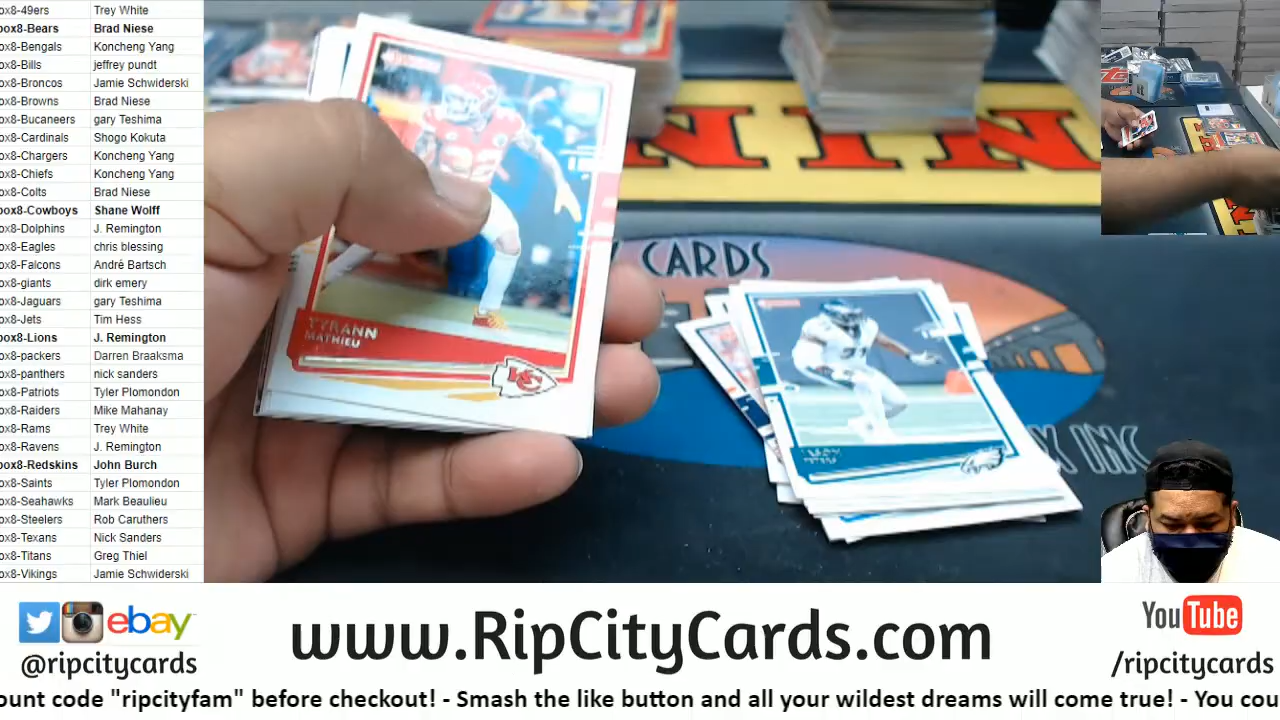 ox8-49ers Trey White
box8-Bears Brad Niese
ox8-Bengals Koncheng Yang
ox8-Bills jeffrey pundt
ox8-Broncos Jamie Schwiderski
ox8-Browns Brad Niese
ox8-Bucaneers gary Teshima
ox8-Cardinals Shogo Kokuta
ox8-Chargers Koncheng Yang
ox8-Chiefs Koncheng Yang
ox8-Colts Brad Niese
box8-Cowboys Shane Wolff
ox8-Dolphins J. Remington
ox8-Eagles chris blessing
ox8-Falcons André Bartsch
ox8-giants dirk emery
ox8-Jaguars gary Teshima
ox8-Jets Tim Hess
box8-Lions J. Remington
ox8-packers Darren Braaksma
ox8-panthers nick sanders
ox8-Patriots Tyler Plomondon
ox8-Raiders Mike Mahanay
ox8-Rams Trey White
ox8-Ravens J. Remington
box8-Redskins John Burch
ox8-Saints Tyler Plomondon
ox8-Seahawks Mark Beaulieu
ox8-Steelers Rob Caruthers
ox8-Texans Nick Sanders
ox8-Titans Greg Thiel
ox8-Vikings Jamie Schwiderski
TYRANN
MATHIEU
KC
NIN
CARDS
INC
ebay
@ripcitycards
www.RipCityCards.com
YouTube
/ripcitycards
ount code "ripcityfam" before checkout! - Smash the like button and all your wildest dreams will come true! - You cou